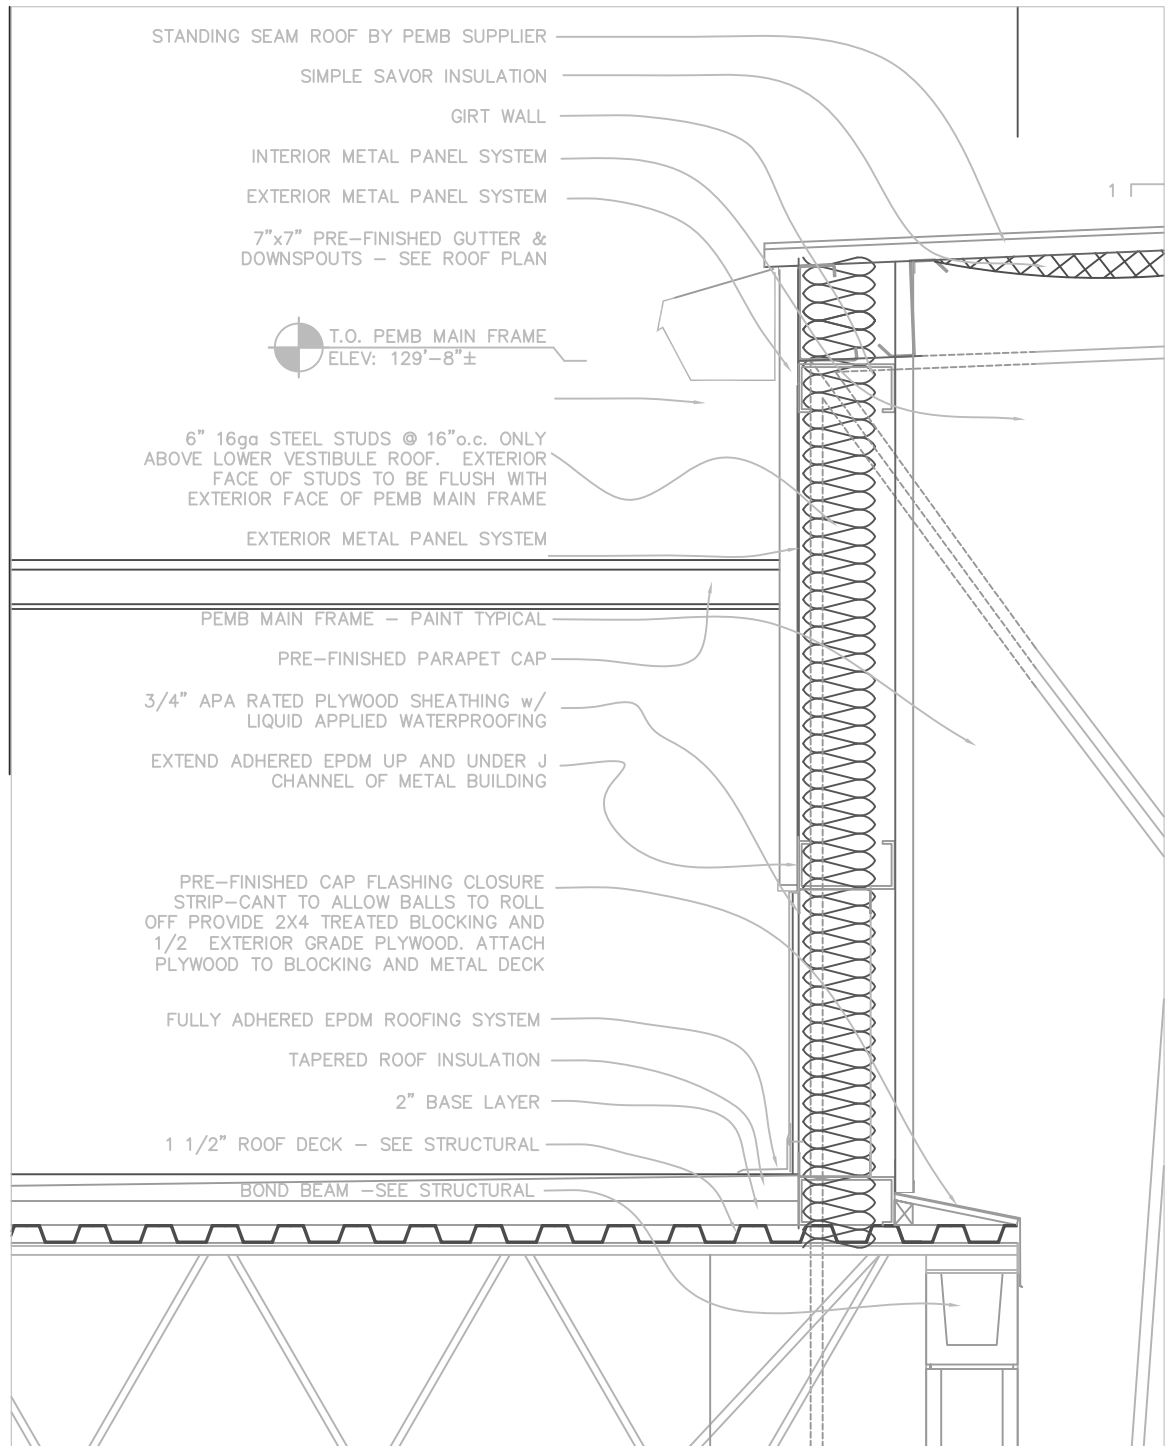 STANDING SEAM ROOF BY PEMB SUPPLIER
SIMPLE SAVOR INSULATION
GIRT WALL
INTERIOR METAL PANEL SYSTEM
EXTERIOR METAL PANEL SYSTEM
1
7"x7" PRE-FINISHED GUTTER &
DOWNSPOUTS - SEE ROOF PLAN
T.O. PEMB MAIN FRAME
ELEV: 129'-8"±
6" 16ga STEEL STUDS @ 16"o.c. ONLY
ABOVE LOWER VESTIBULE ROOF. EXTERIOR
FACE OF STUDS TO BE FLUSH WITH
EXTERIOR FACE OF PEMB MAIN FRAME
EXTERIOR METAL PANEL SYSTEM
PEMB MAIN FRAME - PAINT TYPICAL
PRE-FINISHED PARAPET CAP
3/4" APA RATED PLYWOOD SHEATHING w/
LIQUID APPLIED WATERPROOFING
EXTEND ADHERED EPDM UP AND UNDER J
CHANNEL OF METAL BUILDING
PRE-FINISHED CAP FLASHING CLOSURE
STRIP-CANT TO ALLOW BALLS TO ROLL
OFF PROVIDE 2X4 TREATED BLOCKING AND
1/2 EXTERIOR GRADE PLYWOOD. ATTACH
PLYWOOD TO BLOCKING AND METAL DECK
FULLY ADHERED EPDM ROOFING SYSTEM
TAPERED ROOF INSULATION
2" BASE LAYER
1 1/2" ROOF DECK - SEE STRUCTURAL
BOND BEAM -SEE STRUCTURAL